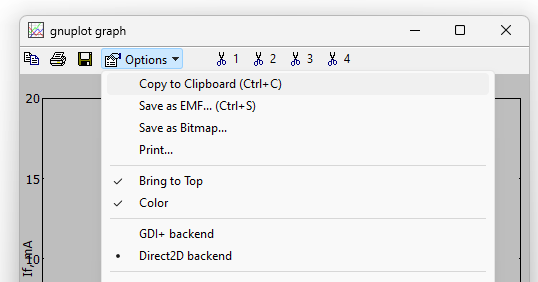 gnuplot graph
Options 1 2 3 4
Copy to Clipboard (Ctrl+C)
Save as EMF... (Ctrl+S)
Save as Bitmap...
Print...
Bring to Top
Color
GDI+ backend
Direct2D backend
20
15
10
If, mA